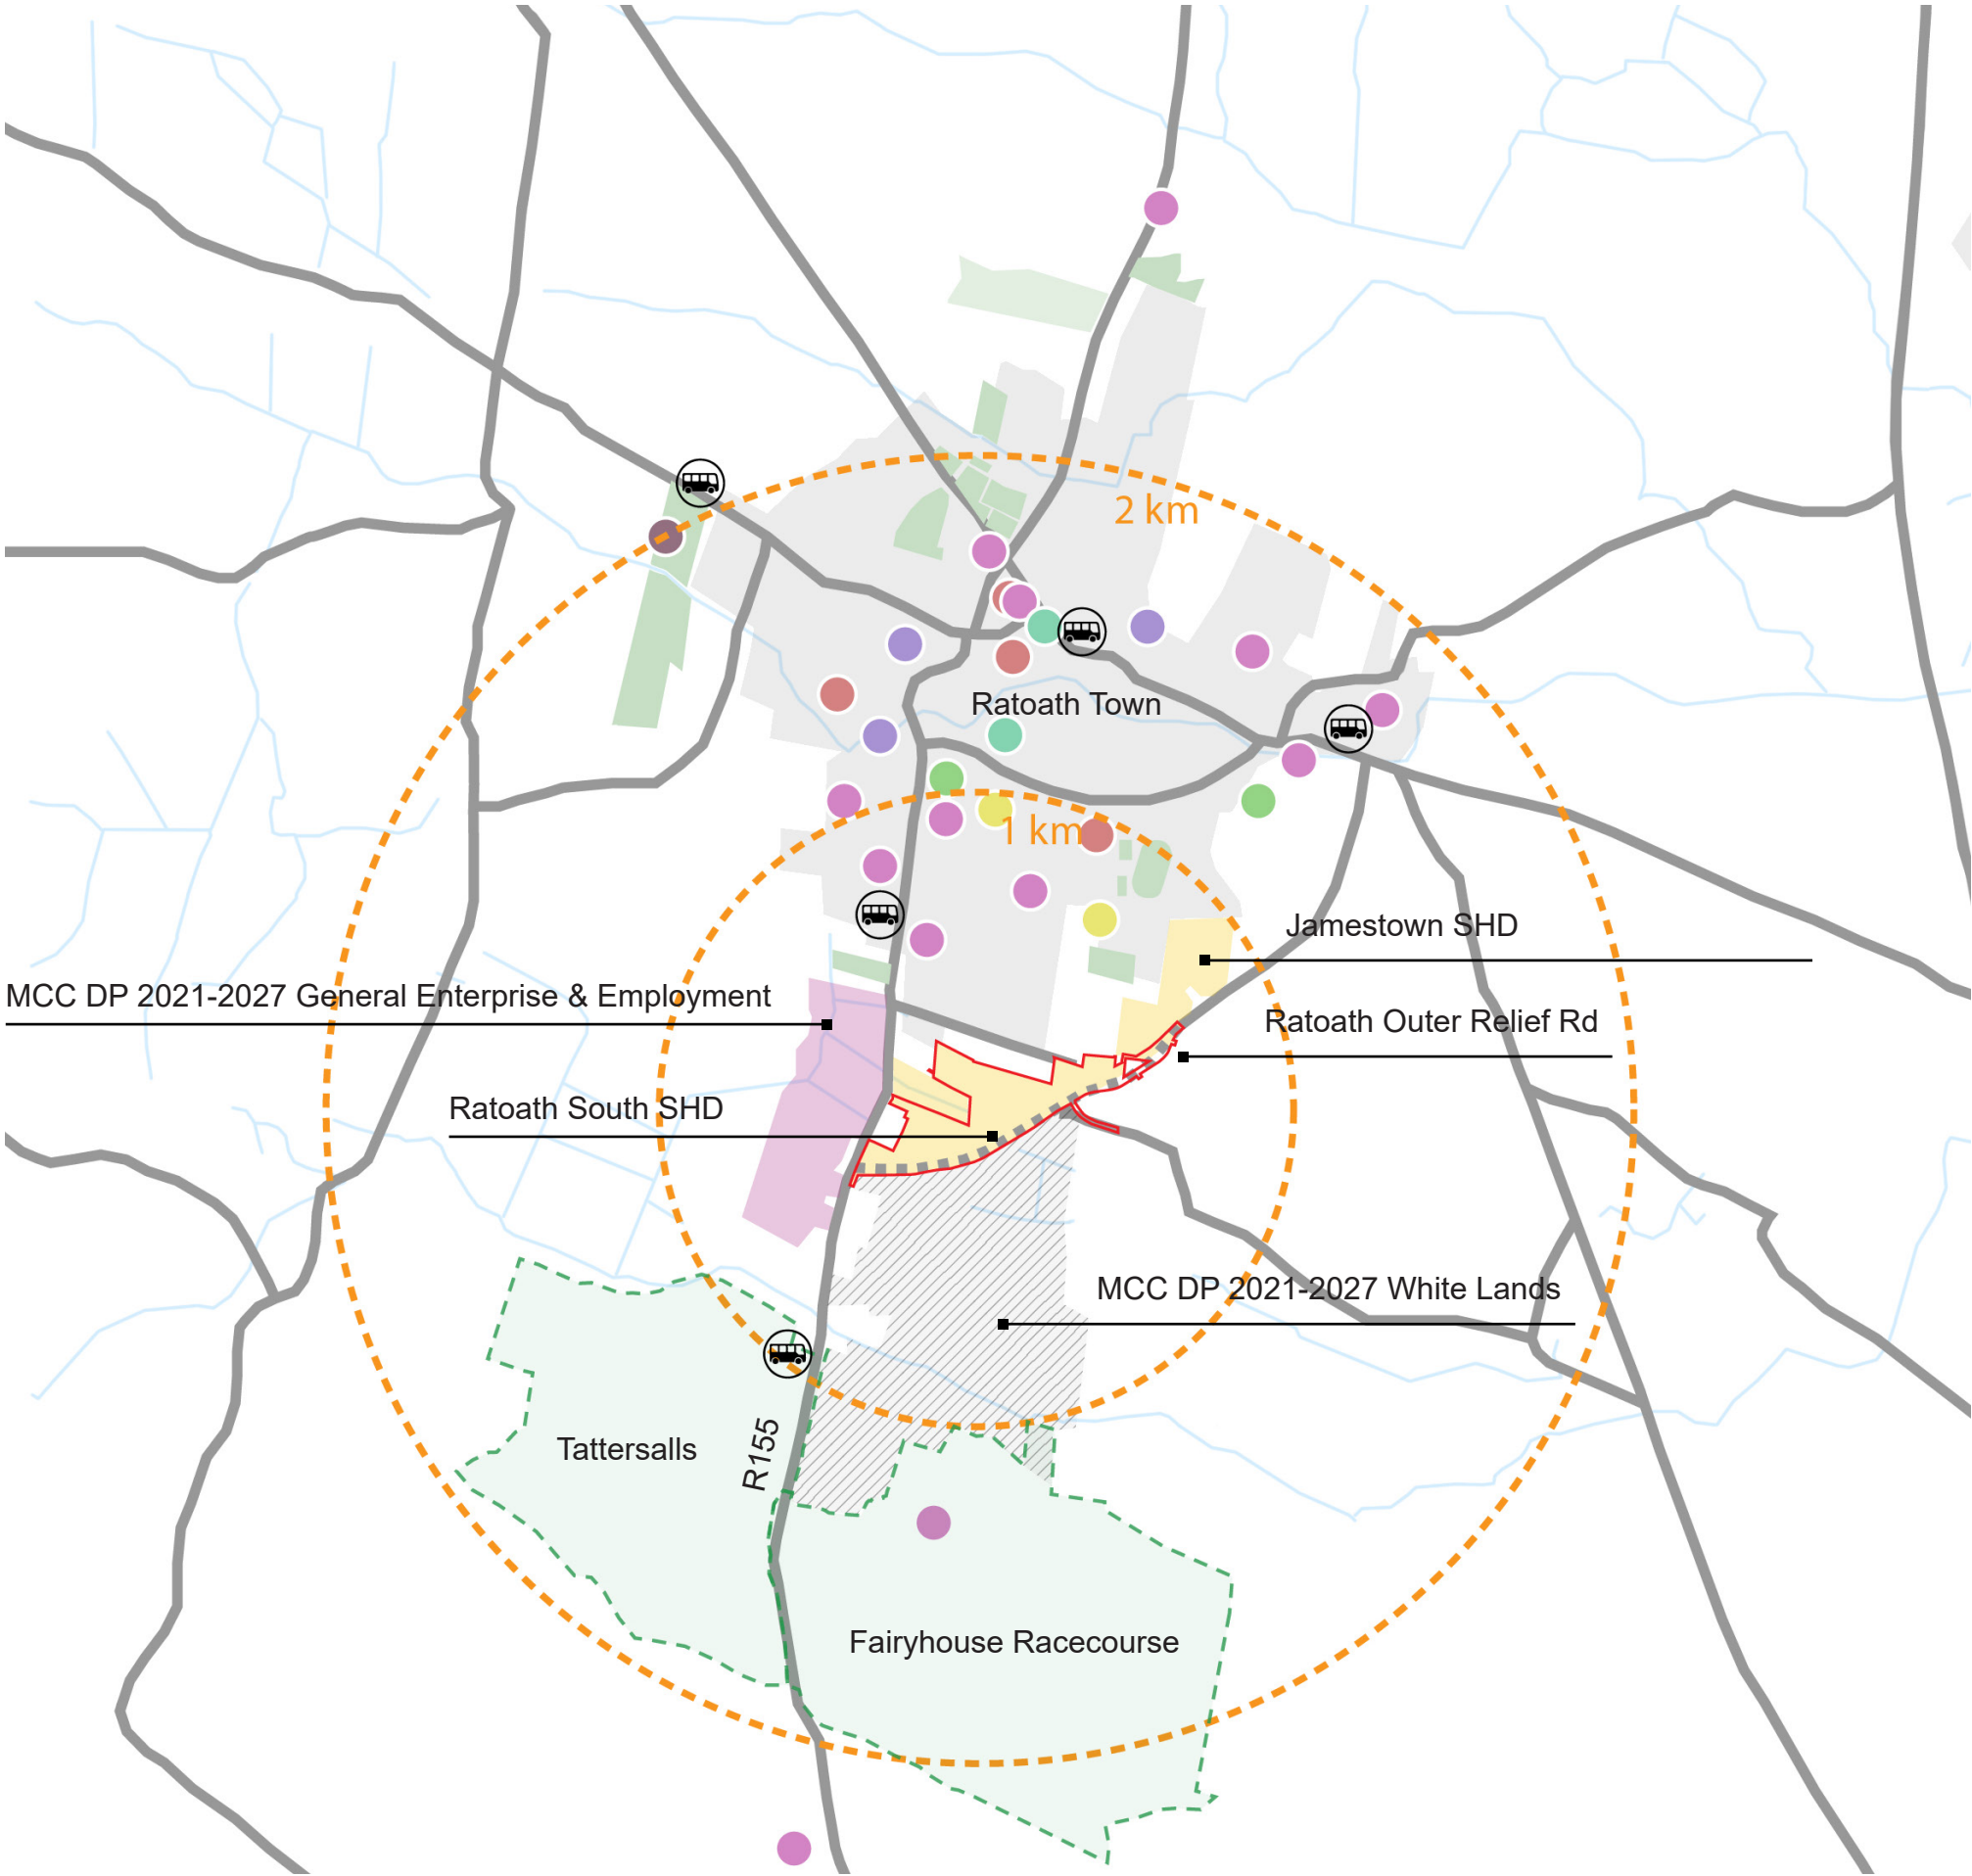 2 km
Ratoath Town
1 km
Jamestown SHD
MCC DP 2021-2027 General Enterprise & Employment
Ratoath Outer Relief Rd
Ratoath South SHD
MCC DP 2021-2027 White Lands
Tattersalls
R155
Fairyhouse Racecourse